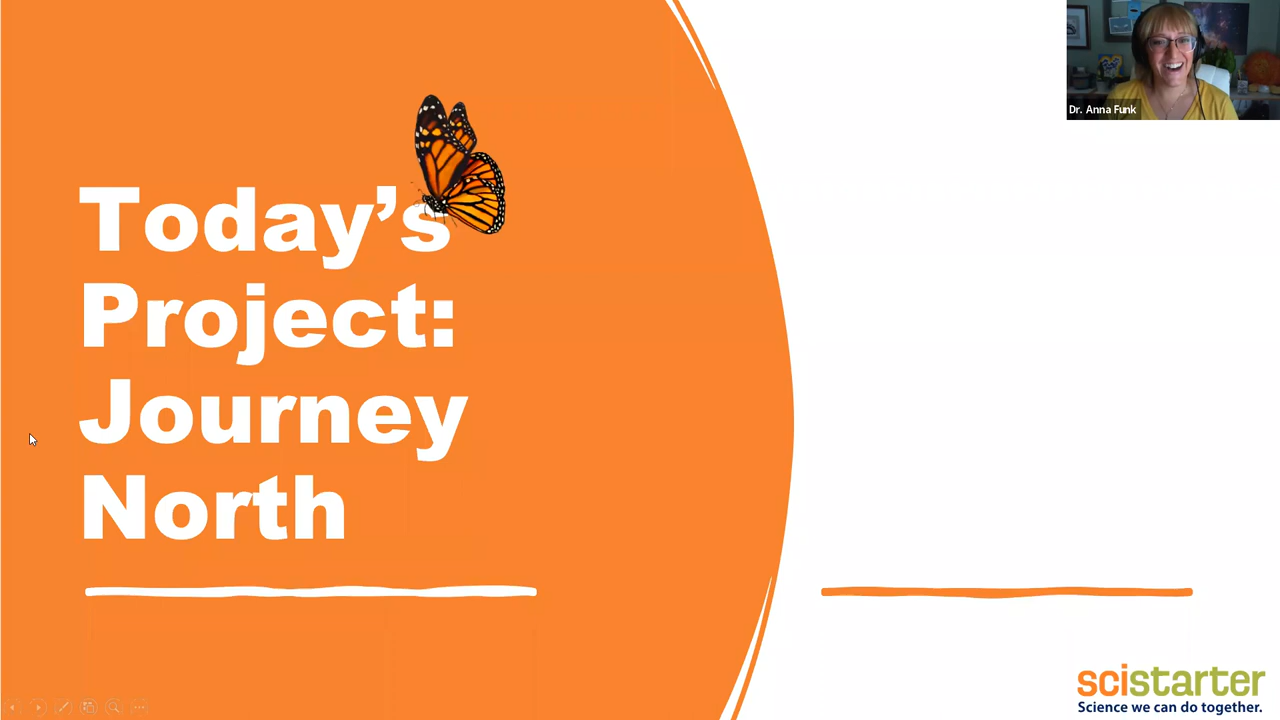 Today’s
Project:
Journey
North
Dr. Anna Funk
scistarter
Science we can do together.